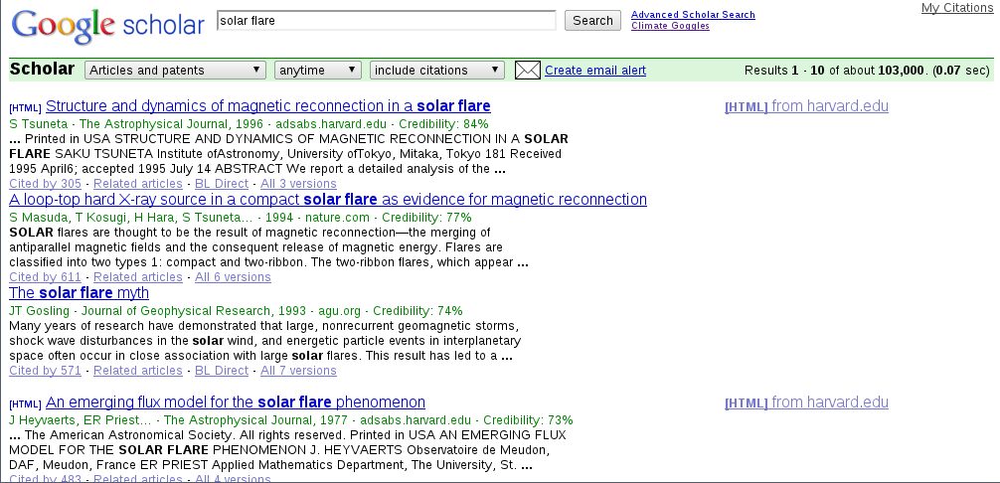 My Citations
Google scholar
solar flare
Search
Advanced Scholar Search
Climate Goggles
Scholar
Articles and patents
anytime
include citations
Create email alert
Results 1 - 10 of about 103,000. (0.07 sec)
[HTML] Structure and dynamics of magnetic reconnection in a solar flare
[HTML] from harvard.edu
S Tsuneta - The Astrophysical Journal, 1996 - adsabs.harvard.edu - Credibility: 84%
... Printed in USA STRUCTURE AND DYNAMICS OF MAGNETIC RECONNECTION IN A SOLAR
FLARE SAKU TSUNETA Institute ofAstronomy, University ofTokyo, Mitaka, Tokyo 181 Received
1995 April6; accepted 1995 July 14 ABSTRACT We report a detailed analysis of the ...
Cited by 305 - Related articles - BL Direct - All 3 versions
A loop-top hard X-ray source in a compact solar flare as evidence for magnetic reconnection
S Masuda, T Kosugi, H Hara, S Tsuneta... - 1994 - nature.com - Credibility: 77%
SOLAR flares are thought to be the result of magnetic reconnection—the merging of
antiparallel magnetic fields and the consequent release of magnetic energy. Flares are
classified into two types 1: compact and two-ribbon. The two-ribbon flares, which appear ...
Cited by 611 - Related articles - All 6 versions
The solar flare myth
JT Gosling - Journal of Geophysical Research, 1993 - agu.org - Credibility: 74%
Many years of research have demonstrated that large, nonrecurrent geomagnetic storms,
shock wave disturbances in the solar wind, and energetic particle events in interplanetary
space often occur in close association with large solar flares. This result has led to a ...
Cited by 571 - Related articles - BL Direct - All 7 versions
[HTML] An emerging flux model for the solar flare phenomenon
[HTML] from harvard.edu
J Heyvaerts, ER Priest... - The Astrophysical Journal, 1977 - adsabs.harvard.edu - Credibility: 73%
... The American Astronomical Society. All rights reserved. Printed in USA AN EMERGING FLUX
MODEL FOR THE SOLAR FLARE PHENOMENON J. HEYVAERTS Observatoire de Meudon,
DAF, Meudon, France ER PRIEST Applied Mathematics Department, The University, St. ...
Cited by 483 - Related articles - All 4 versions